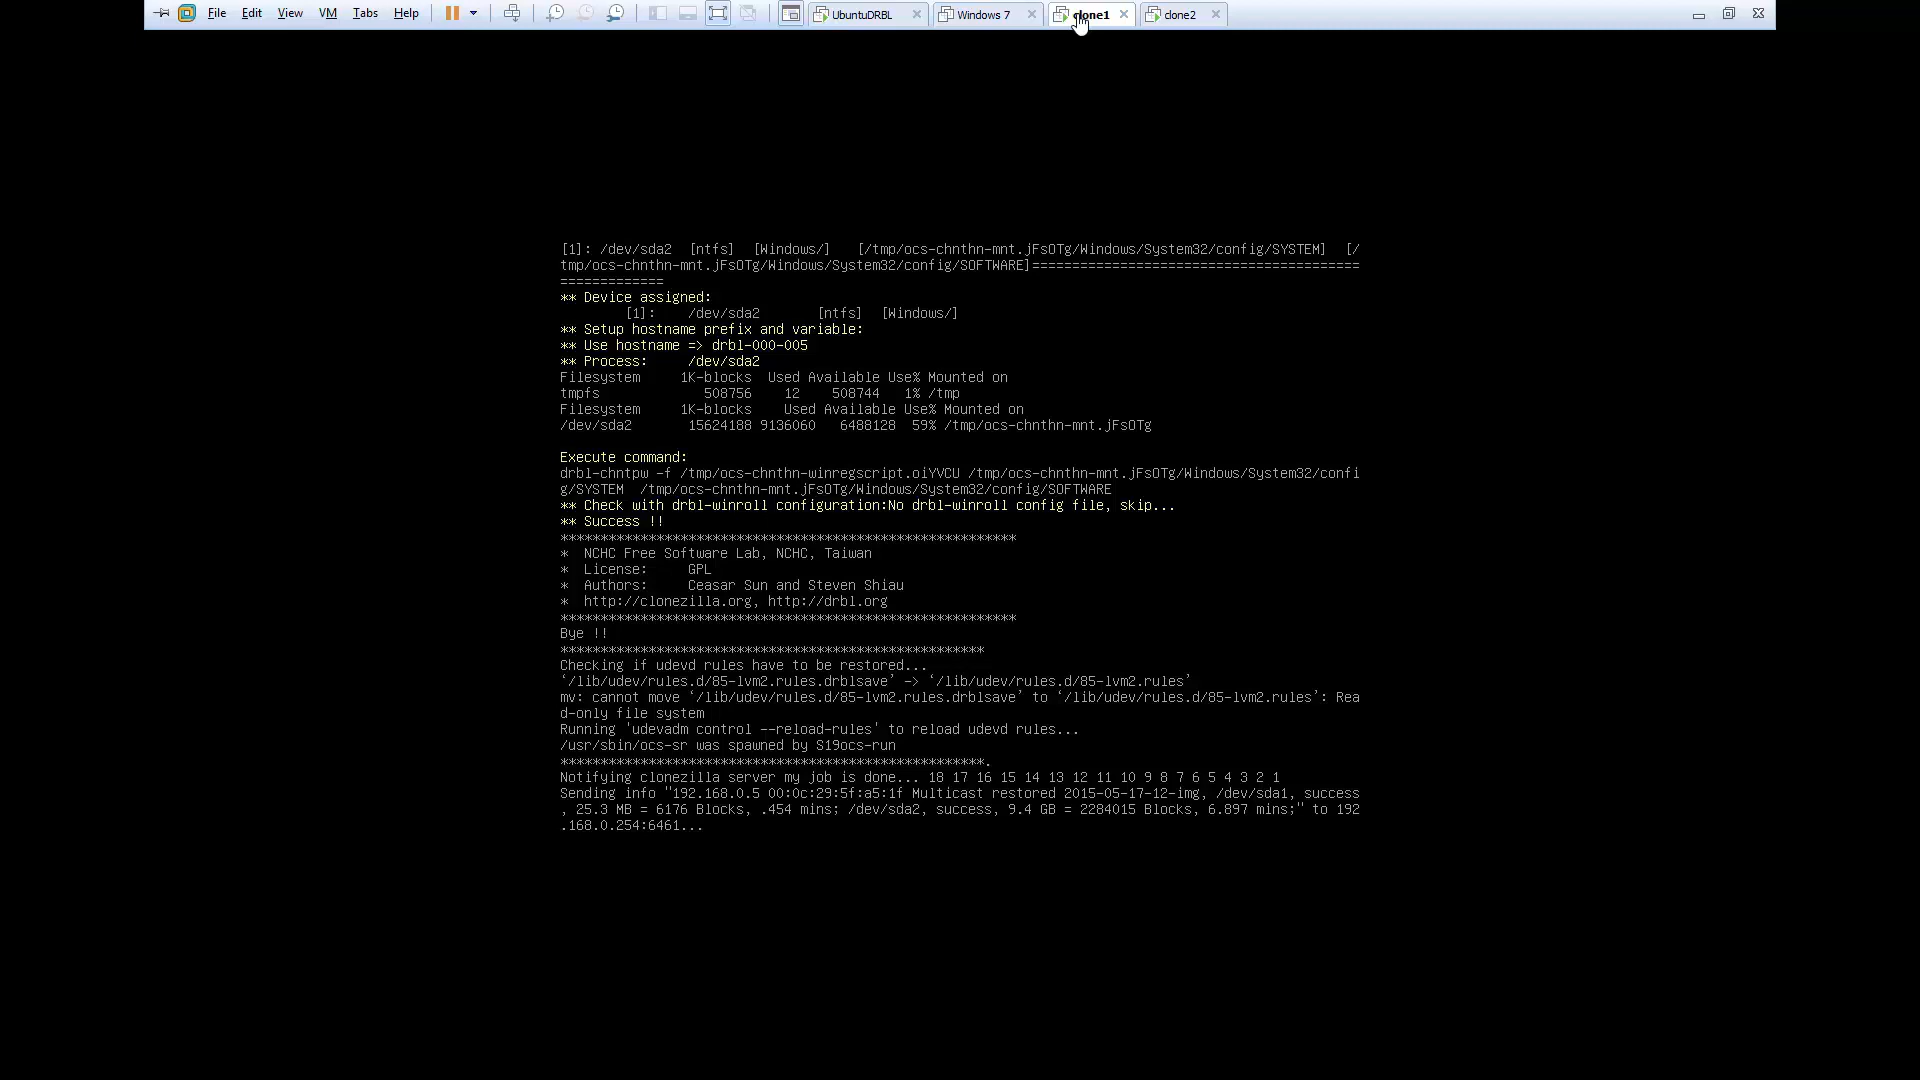 File Edit View VM Tabs Help UbuntuDRBL Windows 7 clone1 clone2
[1]: /dev/sda2 [ntfs] [Windows/] [/tmp/ocs-chnthn-mnt.jFsOTg/Windows/System32/config/SYSTEM] [/
tmp/ocs-chnthn-mnt.jFsOTg/Windows/System32/config/SOFTWARE]=========================================
=============
** Device assigned:
[1]: /dev/sda2 [ntfs] [Windows/]
** Setup hostname prefix and variable:
** Use hostname => drbl-000-005
** Process: /dev/sda2
Filesystem 1K-blocks Used Available Use% Mounted on
tmpfs 508756 12 508744 1% /tmp
Filesystem 1K-blocks Used Available Use% Mounted on
/dev/sda2 15624188 9136060 6488128 59% /tmp/ocs-chnthn-mnt.jFsOTg
Execute command:
drbl-chntpw -f /tmp/ocs-chnthn-winregscript.oiYVCU /tmp/ocs-chnthn-mnt.jFsOTg/Windows/System32/confi
g/SYSTEM /tmp/ocs-chnthn-mnt.jFsOTg/Windows/System32/config/SOFTWARE
** Check with drbl-winroll configuration:No drbl-winroll config file, skip...
** Success !!
*********************************************************
* NCHC Free Software Lab, NCHC, Taiwan
* License: GPL
* Authors: Ceasar Sun and Steven Shiau
* http://clonezilla.org, http://drbl.org
*********************************************************
Bye !!
*****************************************************
Checking if udevd rules have to be restored...
‘/lib/udev/rules.d/85-lvm2.rules.drblsave’ -> ‘/lib/udev/rules.d/85-lvm2.rules’
mv: cannot move ‘/lib/udev/rules.d/85-lvm2.rules.drblsave’ to ‘/lib/udev/rules.d/85-lvm2.rules’: Rea
d-only file system
Running 'udevadm control --reload-rules' to reload udevd rules...
/usr/sbin/ocs-sr was spawned by S19ocs-run
*****************************************************.
Notifying clonezilla server my job is done... 18 17 16 15 14 13 12 11 10 9 8 7 6 5 4 3 2 1
Sending info "192.168.0.5 00:0c:29:5f:a5:1f Multicast restored 2015-05-17-12-img, /dev/sda1, success
, 25.3 MB = 6176 Blocks, .454 mins; /dev/sda2, success, 9.4 GB = 2284015 Blocks, 6.897 mins;" to 192
.168.0.254:6461...